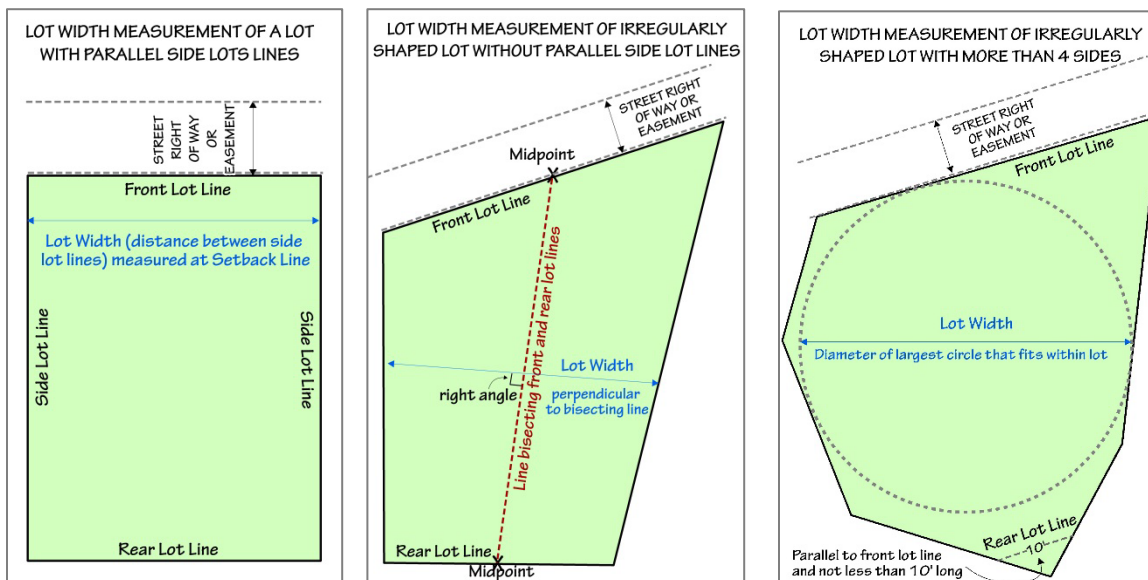 LOT WIDTH MEASUREMENT OF A LOT
WITH PARALLEL SIDE LOTS LINES
STREET
RIGHT
OF WAY
OR
EASEMENT
Front Lot Line
Lot Width (distance between side
lot lines) measured at Setback Line
Side Lot Line
Side Lot Line
Rear Lot Line
LOT WIDTH MEASUREMENT OF IRREGULARLY
SHAPED LOT WITHOUT PARALLEL SIDE LOT LINES
STREET RIGHT
OF WAY OR
EASEMENT
Midpoint
Front Lot Line
Line bisecting front and rear lot lines
Lot Width
right angle
perpendicular
to bisecting line
Rear Lot Line
Midpoint
LOT WIDTH MEASUREMENT OF IRREGULARLY
SHAPED LOT WITH MORE THAN 4 SIDES
STREET RIGHT
OF WAY OR
EASEMENT
Front Lot Line
Lot Width
Diameter of largest circle that fits within lot
Rear Lot Line
10'
Parallel to front lot line
and not less than 10' long